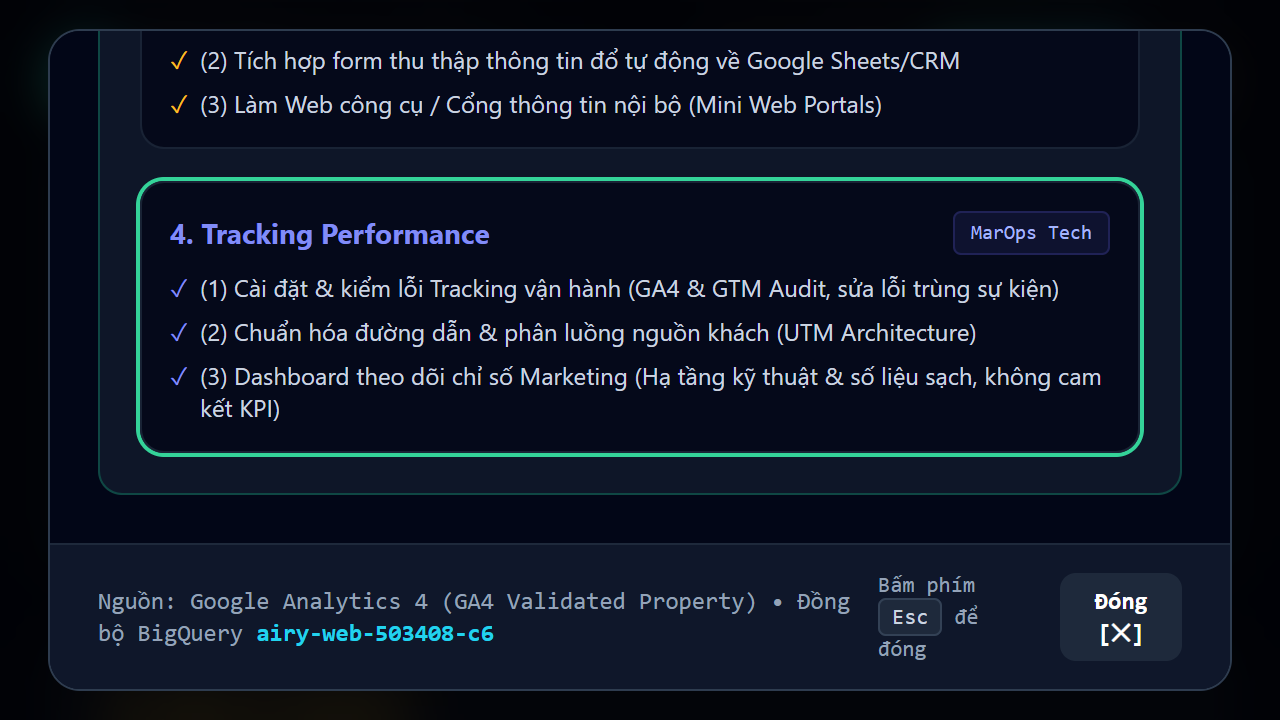 ✓ (2) Tích hợp form thu thập thông tin đổ tự động về Google Sheets/CRM
✓ (3) Làm Web công cụ / Cổng thông tin nội bộ (Mini Web Portals)
4. Tracking Performance
MarOps Tech
✓ (1) Cài đặt & kiểm lỗi Tracking vận hành (GA4 & GTM Audit, sửa lỗi trùng sự kiện)
✓ (2) Chuẩn hóa đường dẫn & phân luồng nguồn khách (UTM Architecture)
✓ (3) Dashboard theo dõi chỉ số Marketing (Hạ tầng kỹ thuật & số liệu sạch, không cam
kết KPI)
Nguồn: Google Analytics 4 (GA4 Validated Property) • Đồng
bộ BigQuery airy-web-503408-c6
Bấm phím
Esc để
đóng
Đóng
[✕]